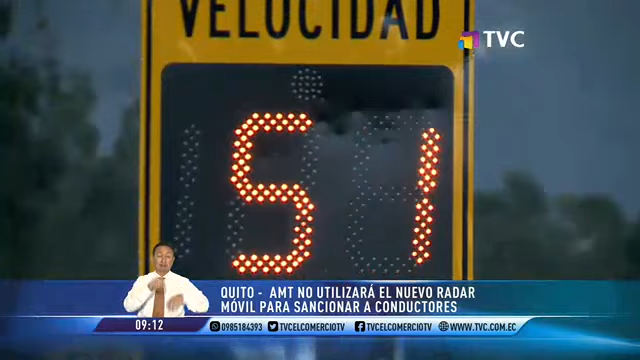 VELOCIDAD
TVC
51
QUITO - AMT NO UTILIZARÁ EL NUEVO RADAR
MÓVIL PARA SANCIONAR A CONDUCTORES
09:12 0985184393 TVCELCOMERCIOTV TVCELCOMERCIOTV WWW.TVC.COM.EC